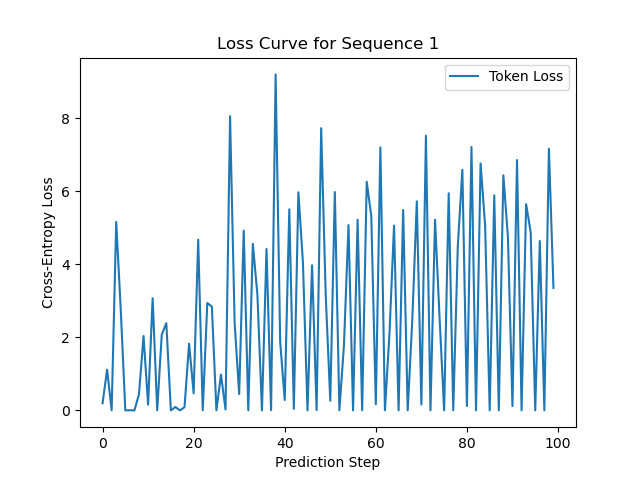 Loss Curve for Sequence 1
Token Loss
Cross-Entropy Loss
8
6
4
2
0
0 20 40 60 80 100
Prediction Step